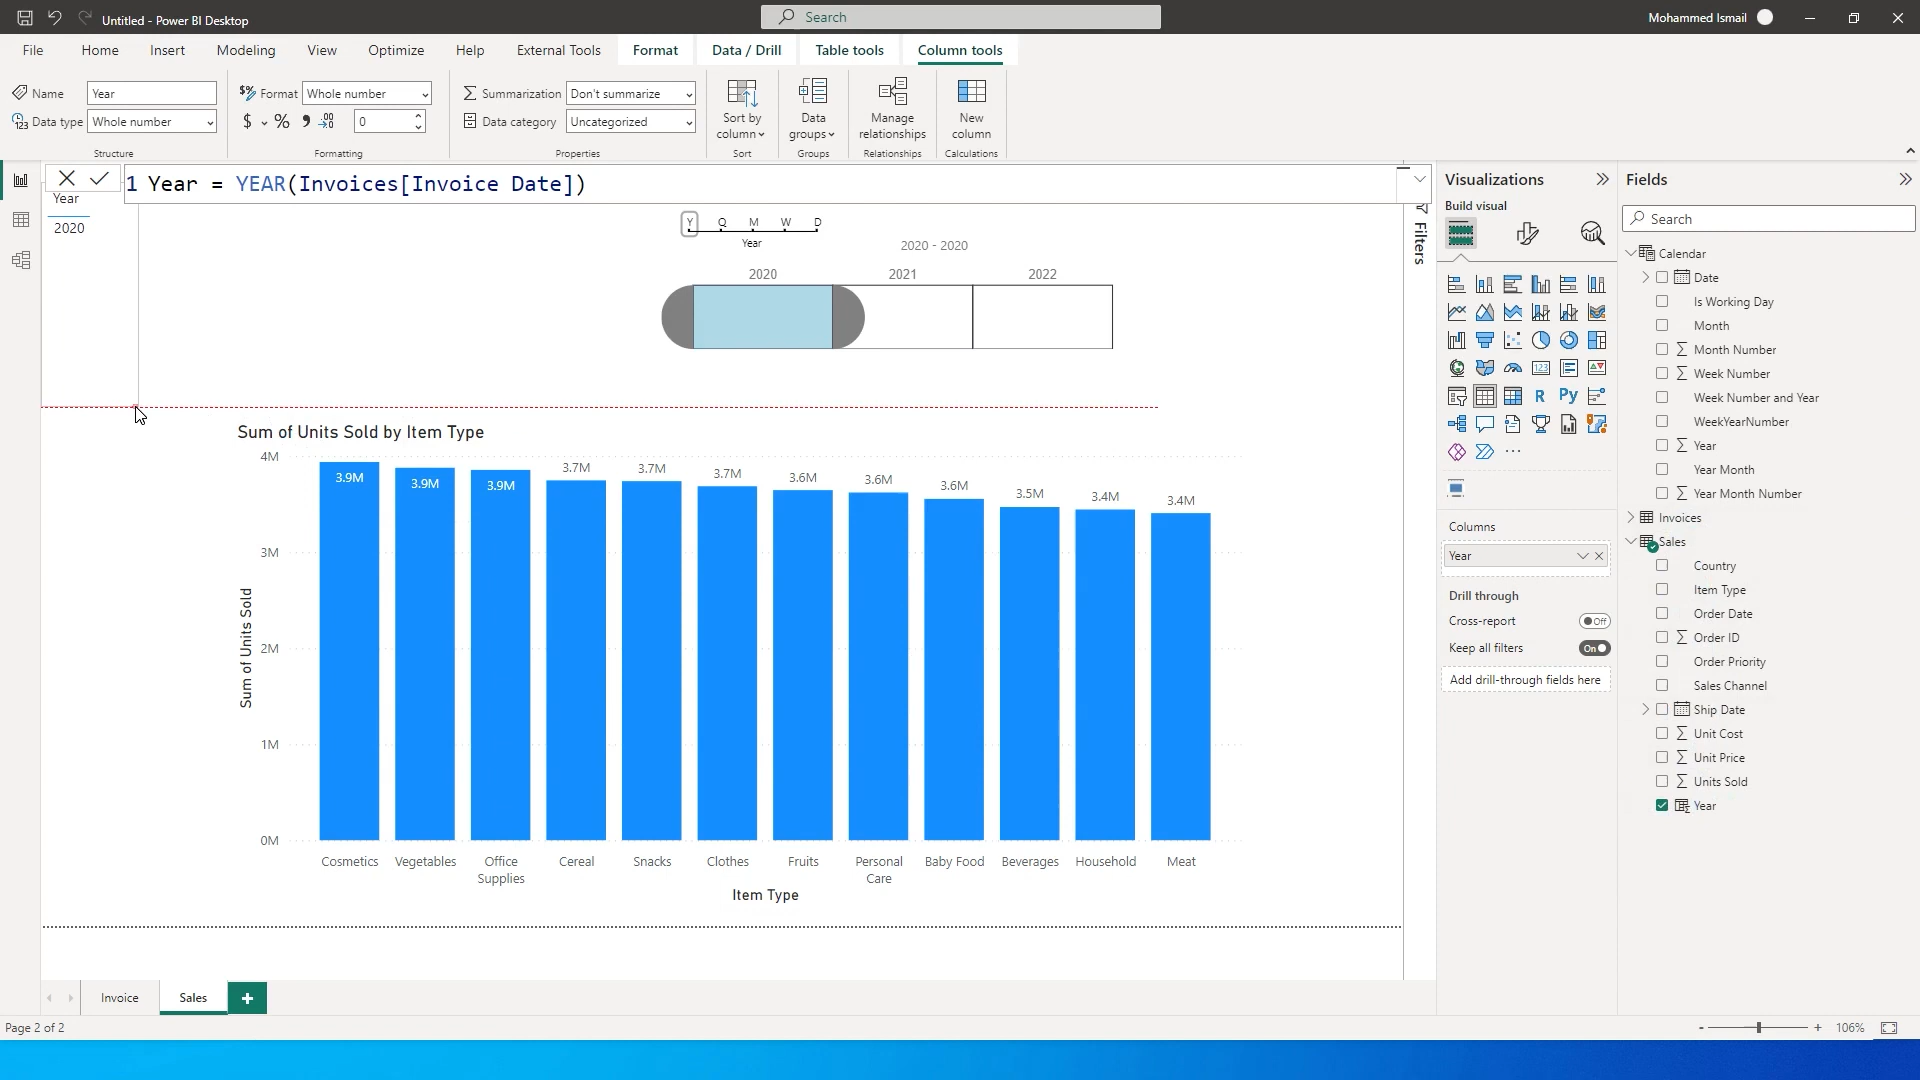 Untitled - Power BI Desktop
Search
Mohammed Ismail
File Home Insert Modeling View Optimize Help External Tools Format Data / Drill Table tools Column tools
Name Year
Format Whole number
Summarization Don't summarize
Data type Whole number
$ % 9 .00 0
Data category Uncategorized
Sort by column
Data groups
Manage relationships
New column
Structure Formatting Properties Sort Groups Relationships Calculations
1 Year = YEAR(Invoices[Invoice Date])
Year
2020
Y Q M W D
Year
2020 - 2020
2020 2021 2022
Filters
Sum of Units Sold by Item Type
4M
3M
2M
1M
0M
Sum of Units Sold
3.9M 3.9M 3.9M 3.7M 3.7M 3.7M 3.6M 3.6M 3.6M 3.5M 3.4M 3.4M
Cosmetics Vegetables Office Supplies Cereal Snacks Clothes Fruits Personal Care Baby Food Beverages Household Meat
Item Type
Invoice Sales
Page 2 of 2
106%
Visualizations
Build visual
123
R Py
Columns
Year
Drill through
Cross-report Off
Keep all filters On
Add drill-through fields here
Fields
Search
Calendar
Date
Is Working Day
Month
Month Number
Week Number
Week Number and Year
WeekYearNumber
Year
Year Month
Year Month Number
Invoices
Sales
Country
Item Type
Order Date
Order ID
Order Priority
Sales Channel
Ship Date
Unit Cost
Unit Price
Units Sold
Year